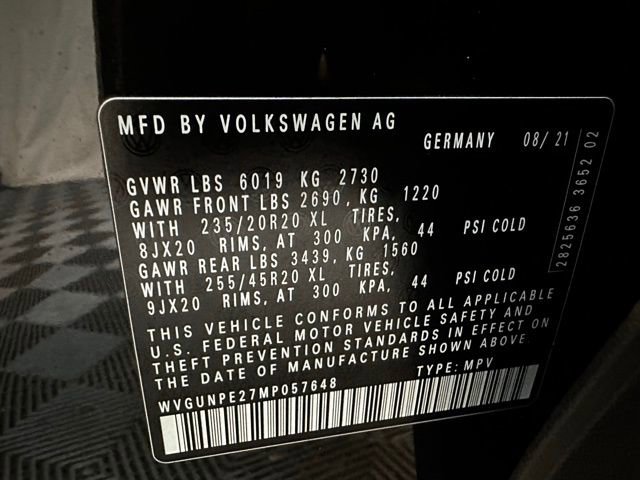 MFD BY VOLKSWAGEN AG
GERMANY 08/21
GVWR LBS 6019 KG 2730
GAWR FRONT LBS 2690, KG 1220
WITH 235/20R20 XL TIRES,
8JX20 RIMS, AT 300 KPA, 44 PSI COLD
GAWR REAR LBS 3439, KG 1560
WITH 255/45R20 XL TIRES,
9JX20 RIMS, AT 300 KPA, 44 PSI COLD
THIS VEHICLE CONFORMS TO ALL APPLICABLE
U.S. FEDERAL MOTOR VEHICLE SAFETY AND
THEFT PREVENTION STANDARDS IN EFFECT ON
THE DATE OF MANUFACTURE SHOWN ABOVE.
WVGUNPE27MP057648 TYPE: MPV
2825636 3652 02